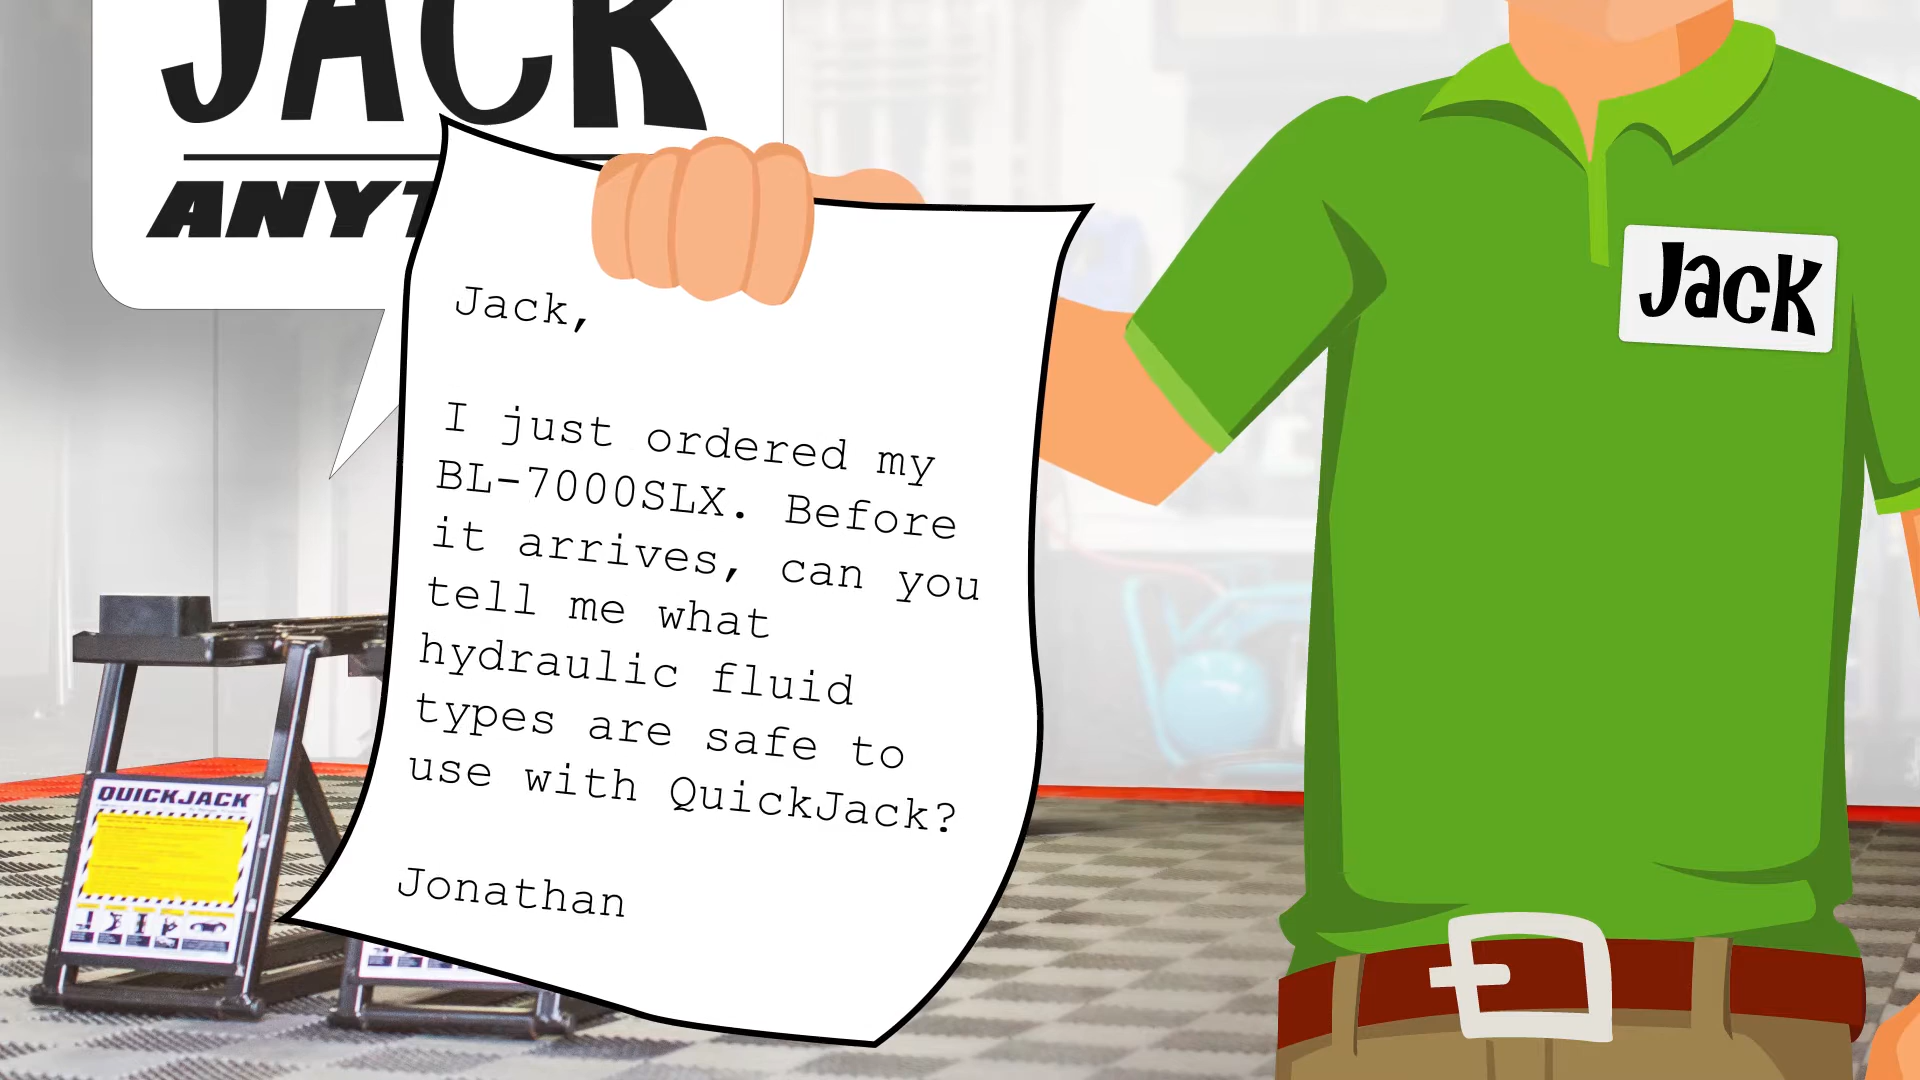 JACK
ANYT
Jack,
I just ordered my
BL-7000SLX. Before
it arrives, can you
tell me what
hydraulic fluid
types are safe to
use with QuickJack?
Jonathan
Jack
QUICKJACK